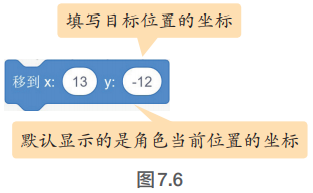 填写目标位置的坐标
移到 x: 13 y: -12
默认显示的是角色当前位置的坐标
图7.6